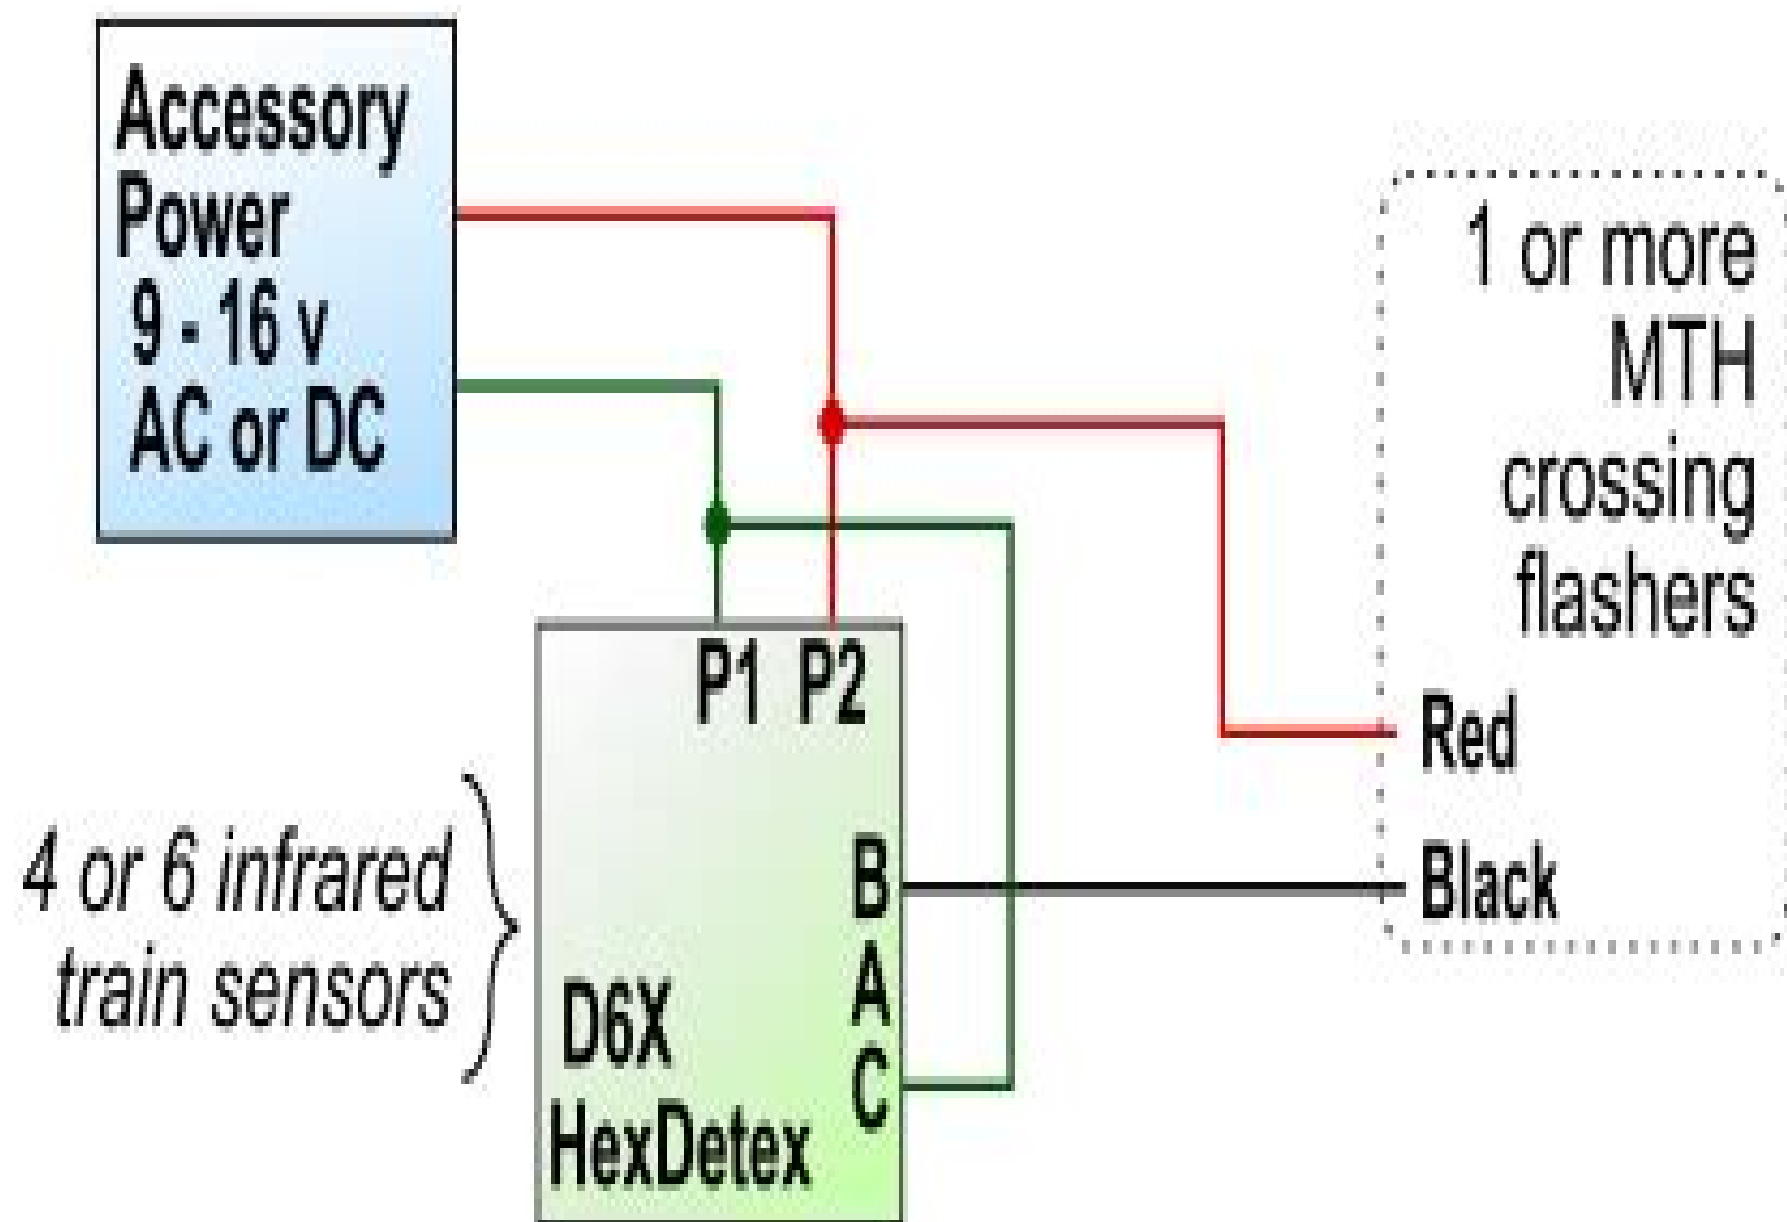 Accessory
Power
9 - 16 v
AC or DC
1 or more
MTH
crossing
flashers
P1 P2
Red
4 or 6 infrared
train sensors
B
Black
A
C
D6X
HexDetex